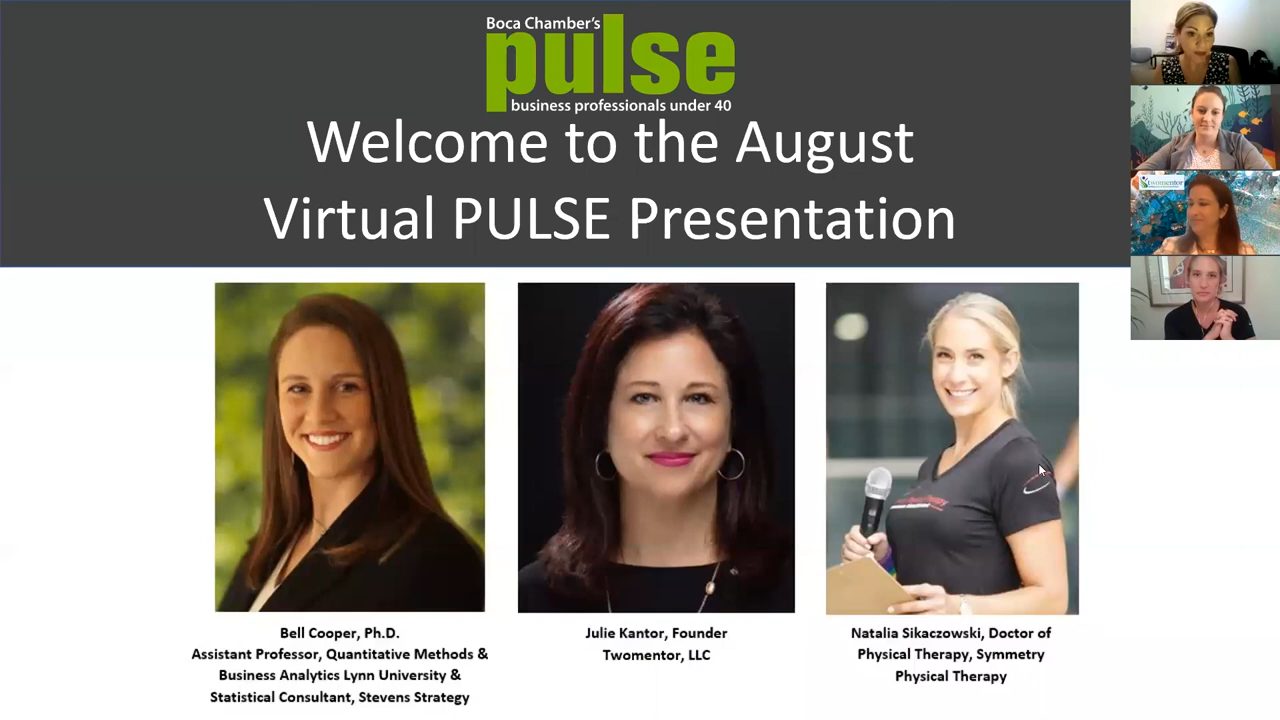 Boca Chamber's
pulse
business professionals under 40
Welcome to the August
Virtual PULSE Presentation
twomentor
Bell Cooper, Ph.D.
Assistant Professor, Quantitative Methods &
Business Analytics Lynn University &
Statistical Consultant, Stevens Strategy
Julie Kantor, Founder
Twomentor, LLC
Natalia Sikaczowski, Doctor of
Physical Therapy, Symmetry
Physical Therapy